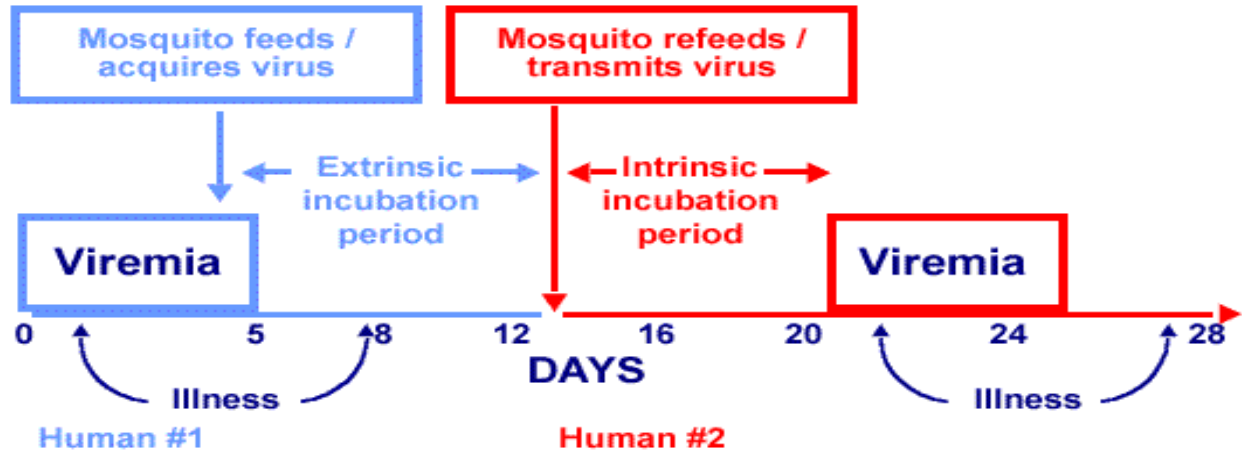 Mosquito feeds /
acquires virus
Mosquito refeeds /
transmits virus
Extrinsic
incubation
period
Intrinsic
incubation
period
Viremia
Viremia
0 5 8 12 16 20 24 28
DAYS
Illness
Illness
Human #1
Human #2